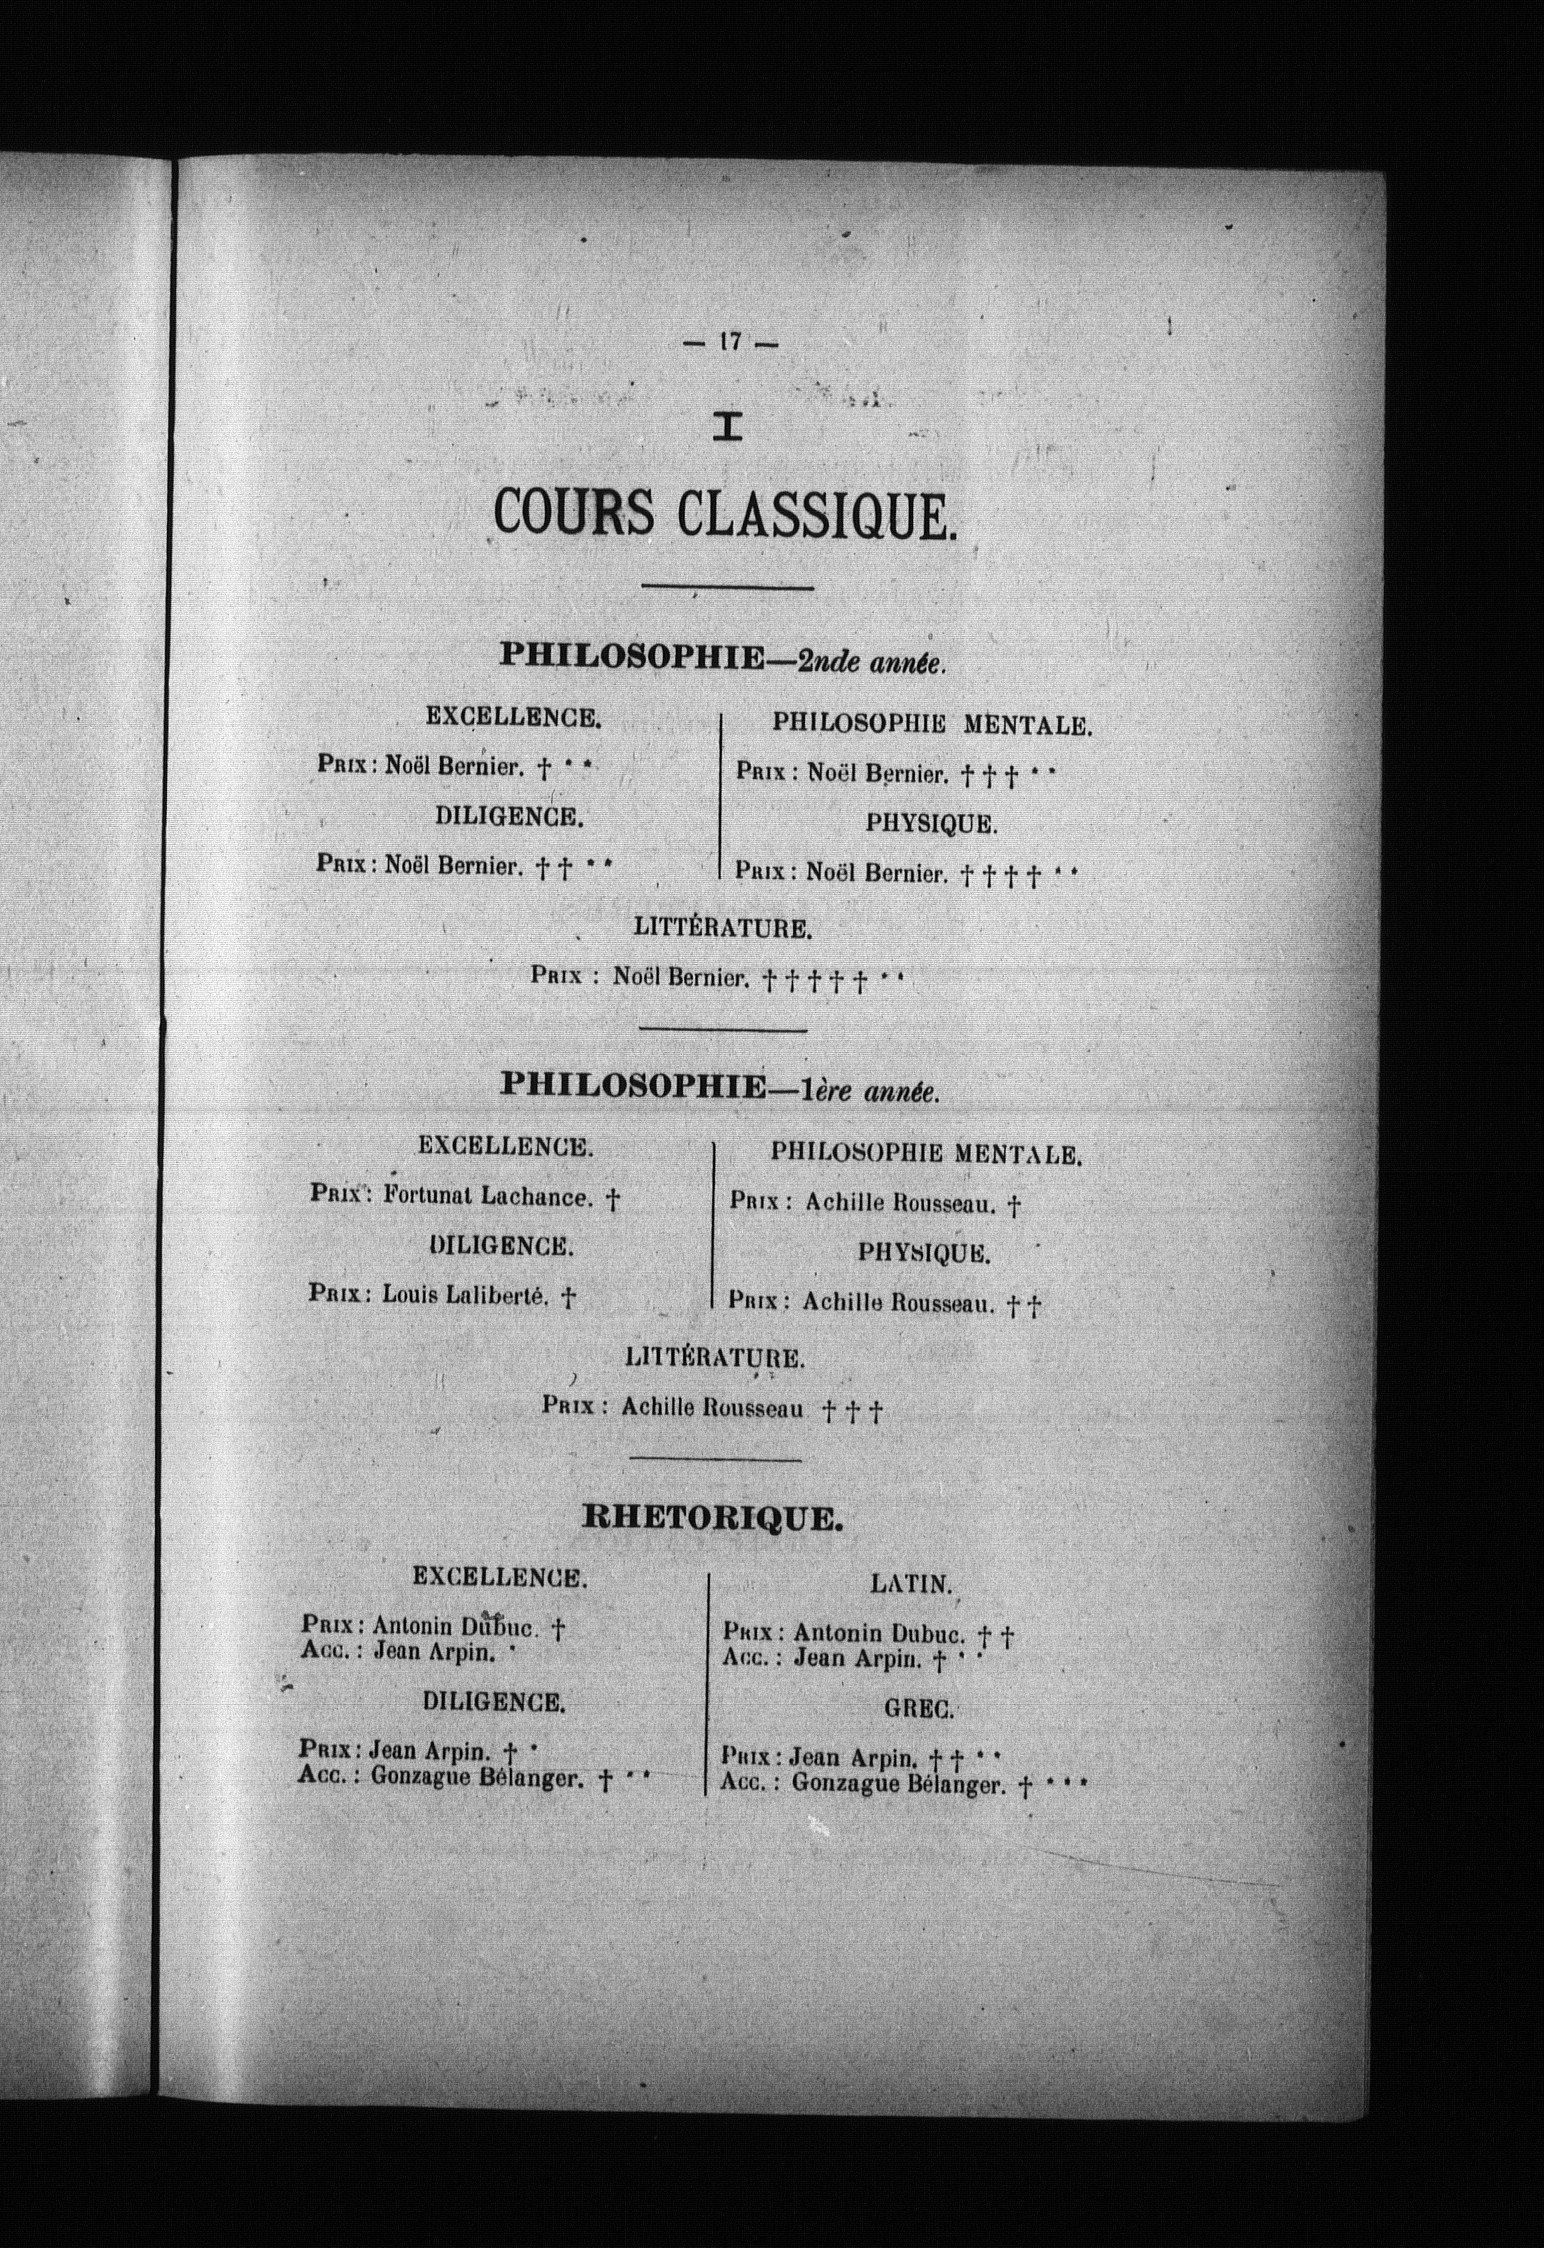 — 17 —
I
COURS CLASSIQUE.
PHILOSOPHIE—2nde année.
EXCELLENCE.
PRIX : Noël Bernier. † * *
DILIGENCE.
PRIX : Noël Bernier. † † * *
PHILOSOPHIE MENTALE.
PRIX : Noël Bernier. † † † * *
PHYSIQUE.
PRIX : Noël Bernier. † † † † * *
LITTÉRATURE.
PRIX : Noël Bernier. † † † † † * *
PHILOSOPHIE—1ère année.
EXCELLENCE.
PRIX : Fortunat Lachance. †
DILIGENCE.
PRIX : Louis Laliberté. †
PHILOSOPHIE MENTALE.
PRIX : Achille Rousseau. †
PHYSIQUE.
PRIX : Achille Rousseau. † †
LITTÉRATURE.
PRIX : Achille Rousseau † † †
RHETORIQUE.
EXCELLENCE.
PRIX : Antonin Dubuc. †
ACC. : Jean Arpin. *
DILIGENCE.
PRIX : Jean Arpin. † *
ACC. : Gonzague Bélanger. † * *
LATIN.
PRIX : Antonin Dubuc. † †
ACC. : Jean Arpin. † * *
GREC.
PRIX : Jean Arpin. † † * *
ACC. : Gonzague Bélanger. † * * *